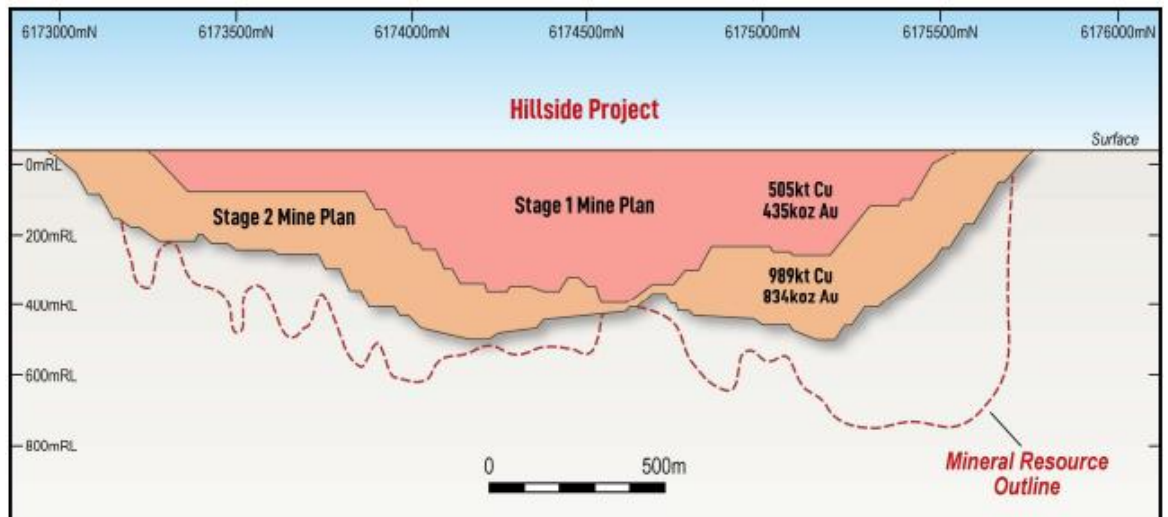 6173000mN 6173500mN 6174000mN 6174500mN 6175000mN 6175500mN 6176000mN
Hillside Project
Surface
0mRL
505kt Cu
435koz Au
Stage 1 Mine Plan
Stage 2 Mine Plan
200mRL
989kt Cu
834koz Au
400mRL
600mRL
800mRL
0 500m
Mineral Resource
Outline